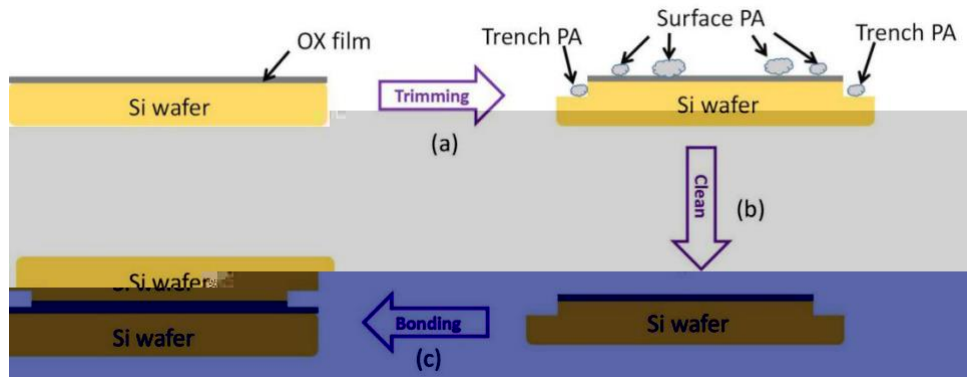 Surface PA
OX film
Trench PA
Trench PA
Si wafer
Trimming
Si wafer
(a)
Clean
(b)
Si wafer
Si wafer
Bonding
Si wafer
(c)